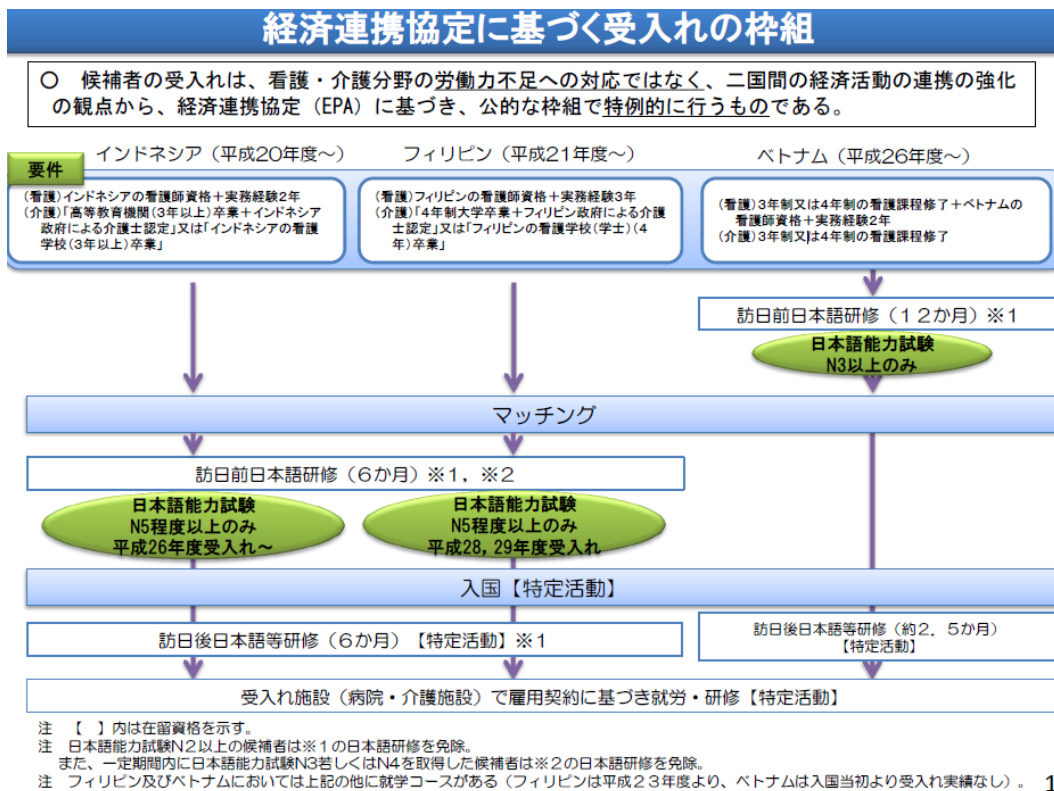 経済連携協定に基づく受入れの枠組
○ 候補者の受入れは、看護・介護分野の労働力不足への対応ではなく、二国間の経済活動の連携の強化
の観点から、経済連携協定（EPA）に基づき、公的な枠組で特例的に行うものである。
要件
インドネシア（平成20年度～）
(看護)インドネシアの看護師資格＋実務経験2年
(介護)「高等教育機関(3年以上)卒業＋インドネシア
政府による介護士認定」又は「インドネシアの看護
学校(3年以上)卒業」
フィリピン（平成21年度～）
(看護)フィリピンの看護師資格＋実務経験3年
(介護)「4年制大学卒業＋フィリピン政府による介護
士認定」又は「フィリピンの看護学校(学士)(4
年)卒業」
ベトナム（平成26年度～）
(看護)3年制又は4年制の看護課程修了＋ベトナムの
看護師資格＋実務経験2年
(介護)3年制又は4年制の看護課程修了
訪日前日本語研修（１２か月）※１
日本語能力試験
N3以上のみ
マッチング
訪日前日本語研修（６か月）※１，※２
日本語能力試験
N5程度以上のみ
平成26年度受入れ～
日本語能力試験
N5程度以上のみ
平成28，29年度受入れ
入国【特定活動】
訪日後日本語等研修（６か月）【特定活動】※１
訪日後日本語等研修（約２．５か月）
【特定活動】
受入れ施設（病院・介護施設）で雇用契約に基づき就労・研修【特定活動】
注 【 】内は在留資格を示す。
注 日本語能力試験Ｎ２以上の候補者は※１の日本語研修を免除。
また、一定期間内に日本語能力試験Ｎ３若しくはＮ４を取得した候補者は※２の日本語研修を免除。
注 フィリピン及びベトナムにおいては上記の他に就学コースがある（フィリピンは平成２３年度より、ベトナムは入国当初より受入れ実績なし）。
1